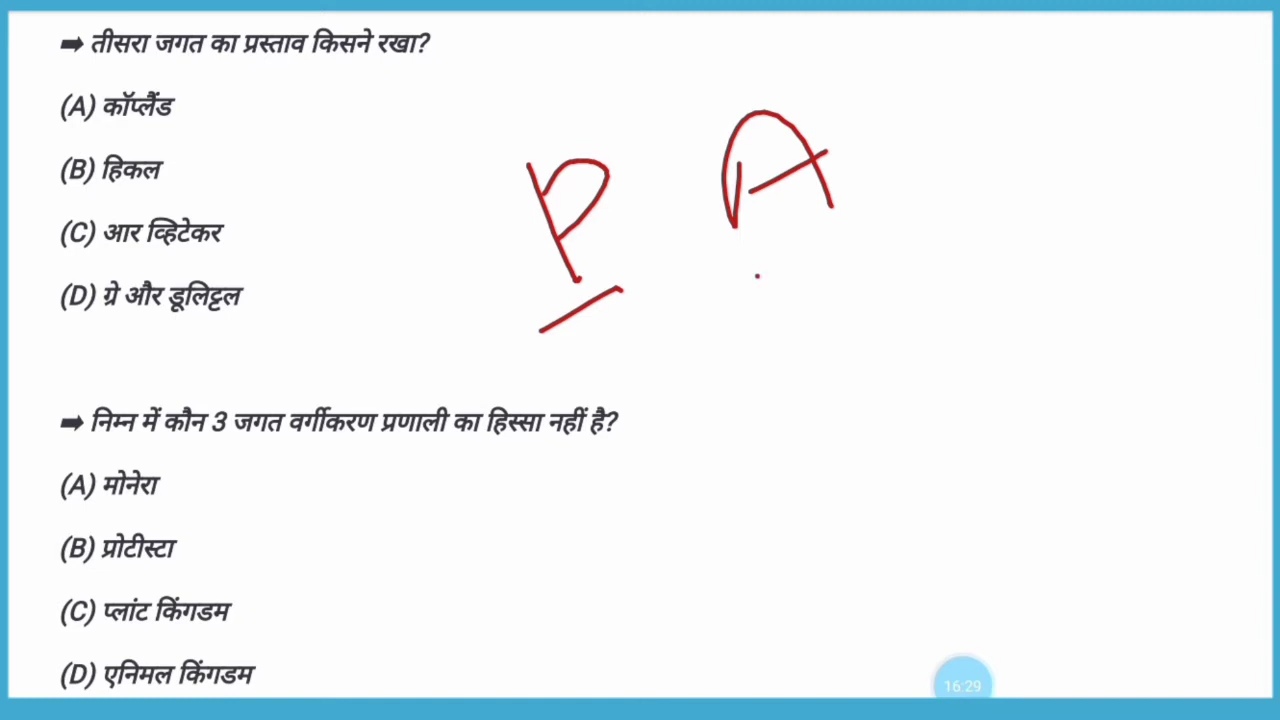 ➡ तीसरा जगत का प्रस्ताव किसने रखा?
(A) कॉप्लैंड
(B) हिकल
(C) आर व्हिटेकर
(D) ग्रे और डूलिट्टल
P A
➡ निम्न में कौन 3 जगत वर्गीकरण प्रणाली का हिस्सा नहीं है?
(A) मोनेरा
(B) प्रोटीस्टा
(C) प्लांट किंगडम
(D) एनिमल किंगडम
16:29